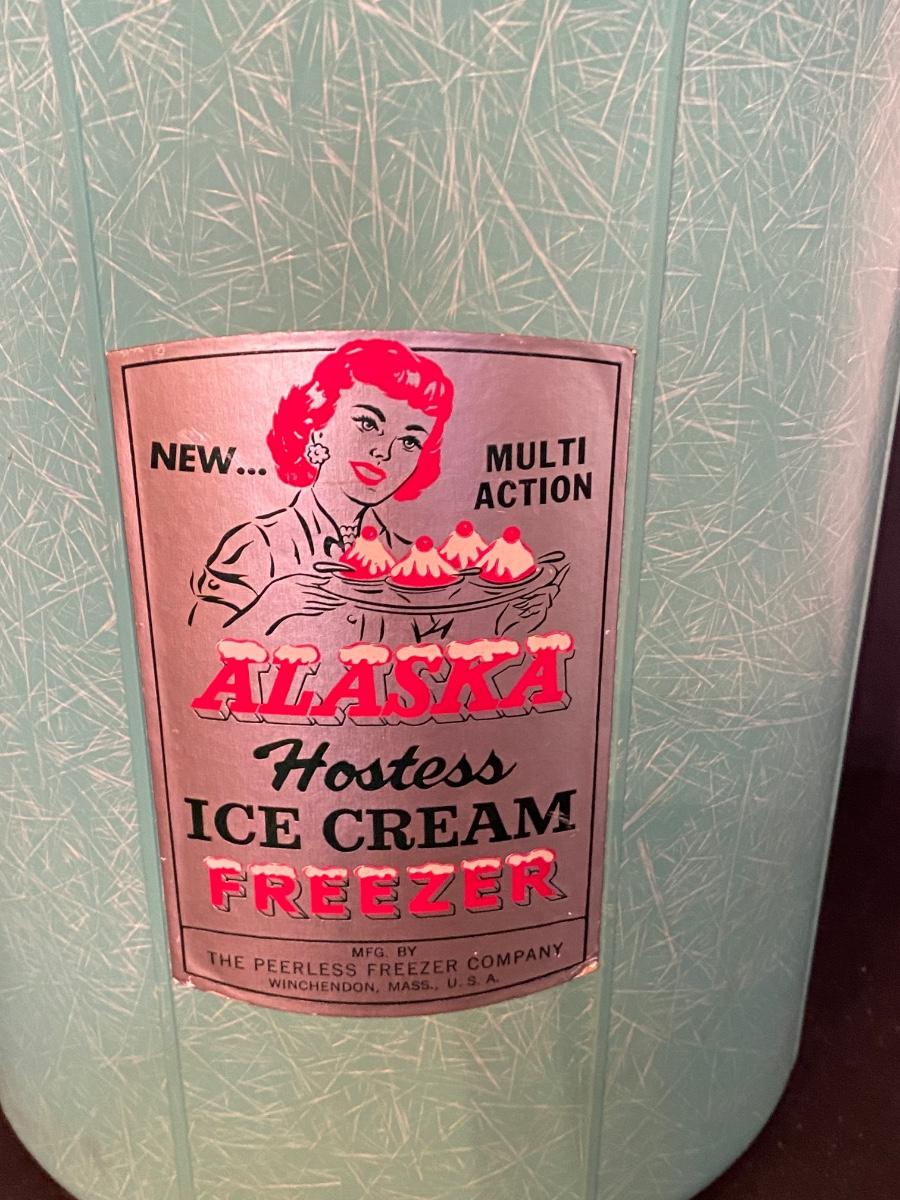 NEW...
MULTI
ACTION
ALASKA
Hostess
ICE CREAM
FREEZER
MFG. BY
THE PEERLESS FREEZER COMPANY
WINCHENDON, MASS., U. S. A.